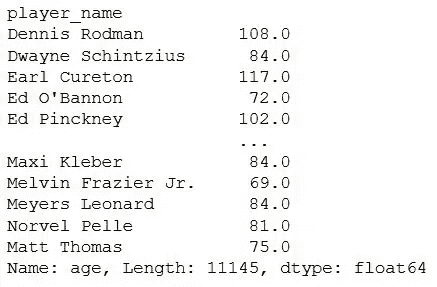 player_name
Dennis Rodman 108.0
Dwayne Schintzius 84.0
Earl Cureton 117.0
Ed O'Bannon 72.0
Ed Pinckney 102.0
...
Maxi Kleber 84.0
Melvin Frazier Jr. 69.0
Meyers Leonard 84.0
Norvel Pelle 81.0
Matt Thomas 75.0
Name: age, Length: 11145, dtype: float64